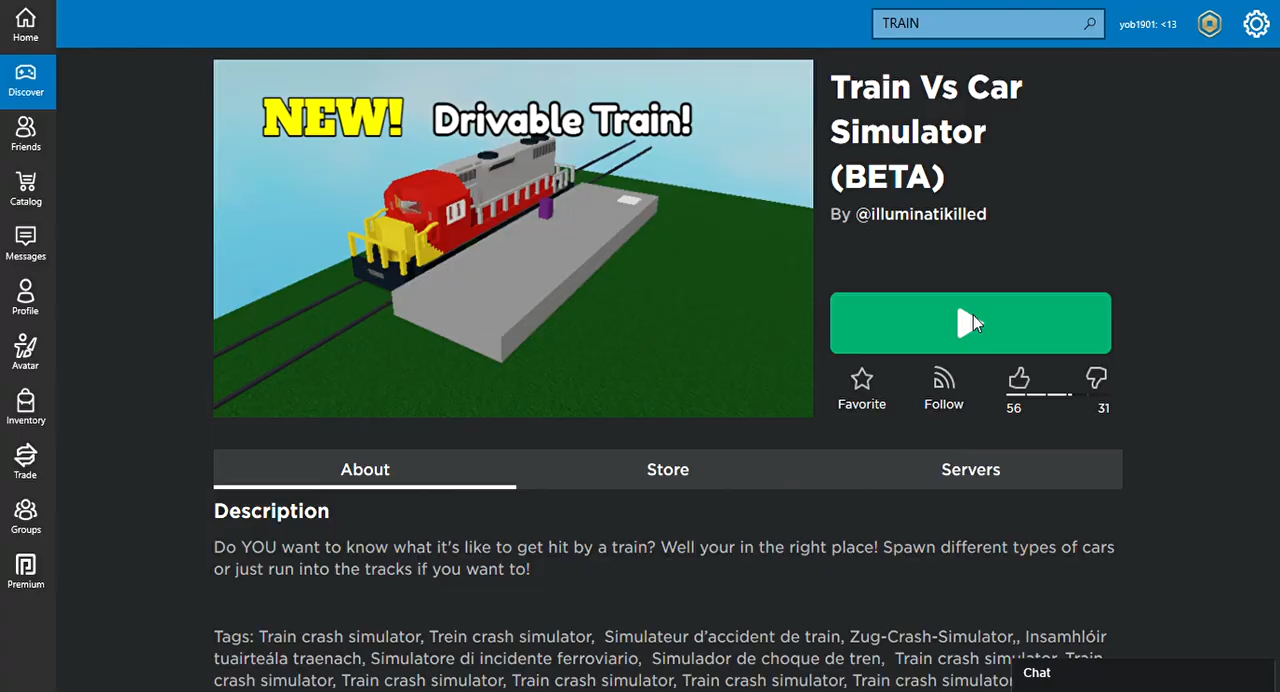 Home
TRAIN
yob1901: <13
Discover
Friends
Catalog
Messages
Profile
Avatar
Inventory
Trade
Groups
Premium
NEW! Drivable Train!
Train Vs Car
Simulator
(BETA)
By @illuminatikilled
Favorite
Follow
56
31
About
Store
Servers
Description
Do YOU want to know what it's like to get hit by a train? Well your in the right place! Spawn different types of cars
or just run into the tracks if you want to!
Tags: Train crash simulator, Trein crash simulator, Simulateur d'accident de train, Zug-Crash-Simulator,, Insamhlóir
tuairteála traenach, Simulatore di incidente ferroviario, Simulador de choque de tren, Train crash simulator, Train
crash simulator, Train crash simulator, Train crash simulator, Train crash simulator, Train crash simulator
Chat